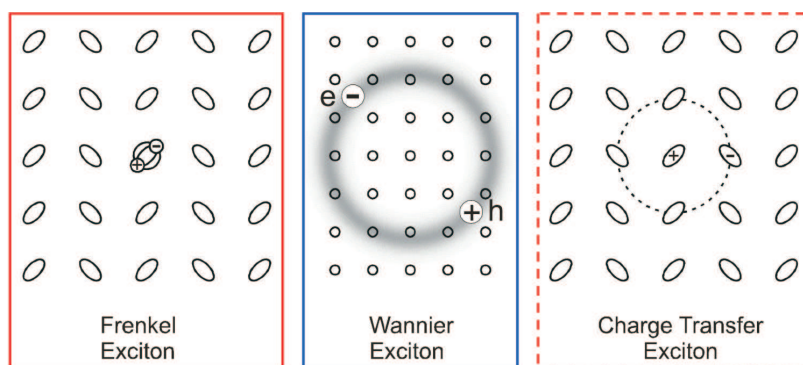 + -
e -
+ h
+ -
Frenkel
Exciton
Wannier
Exciton
Charge Transfer
Exciton